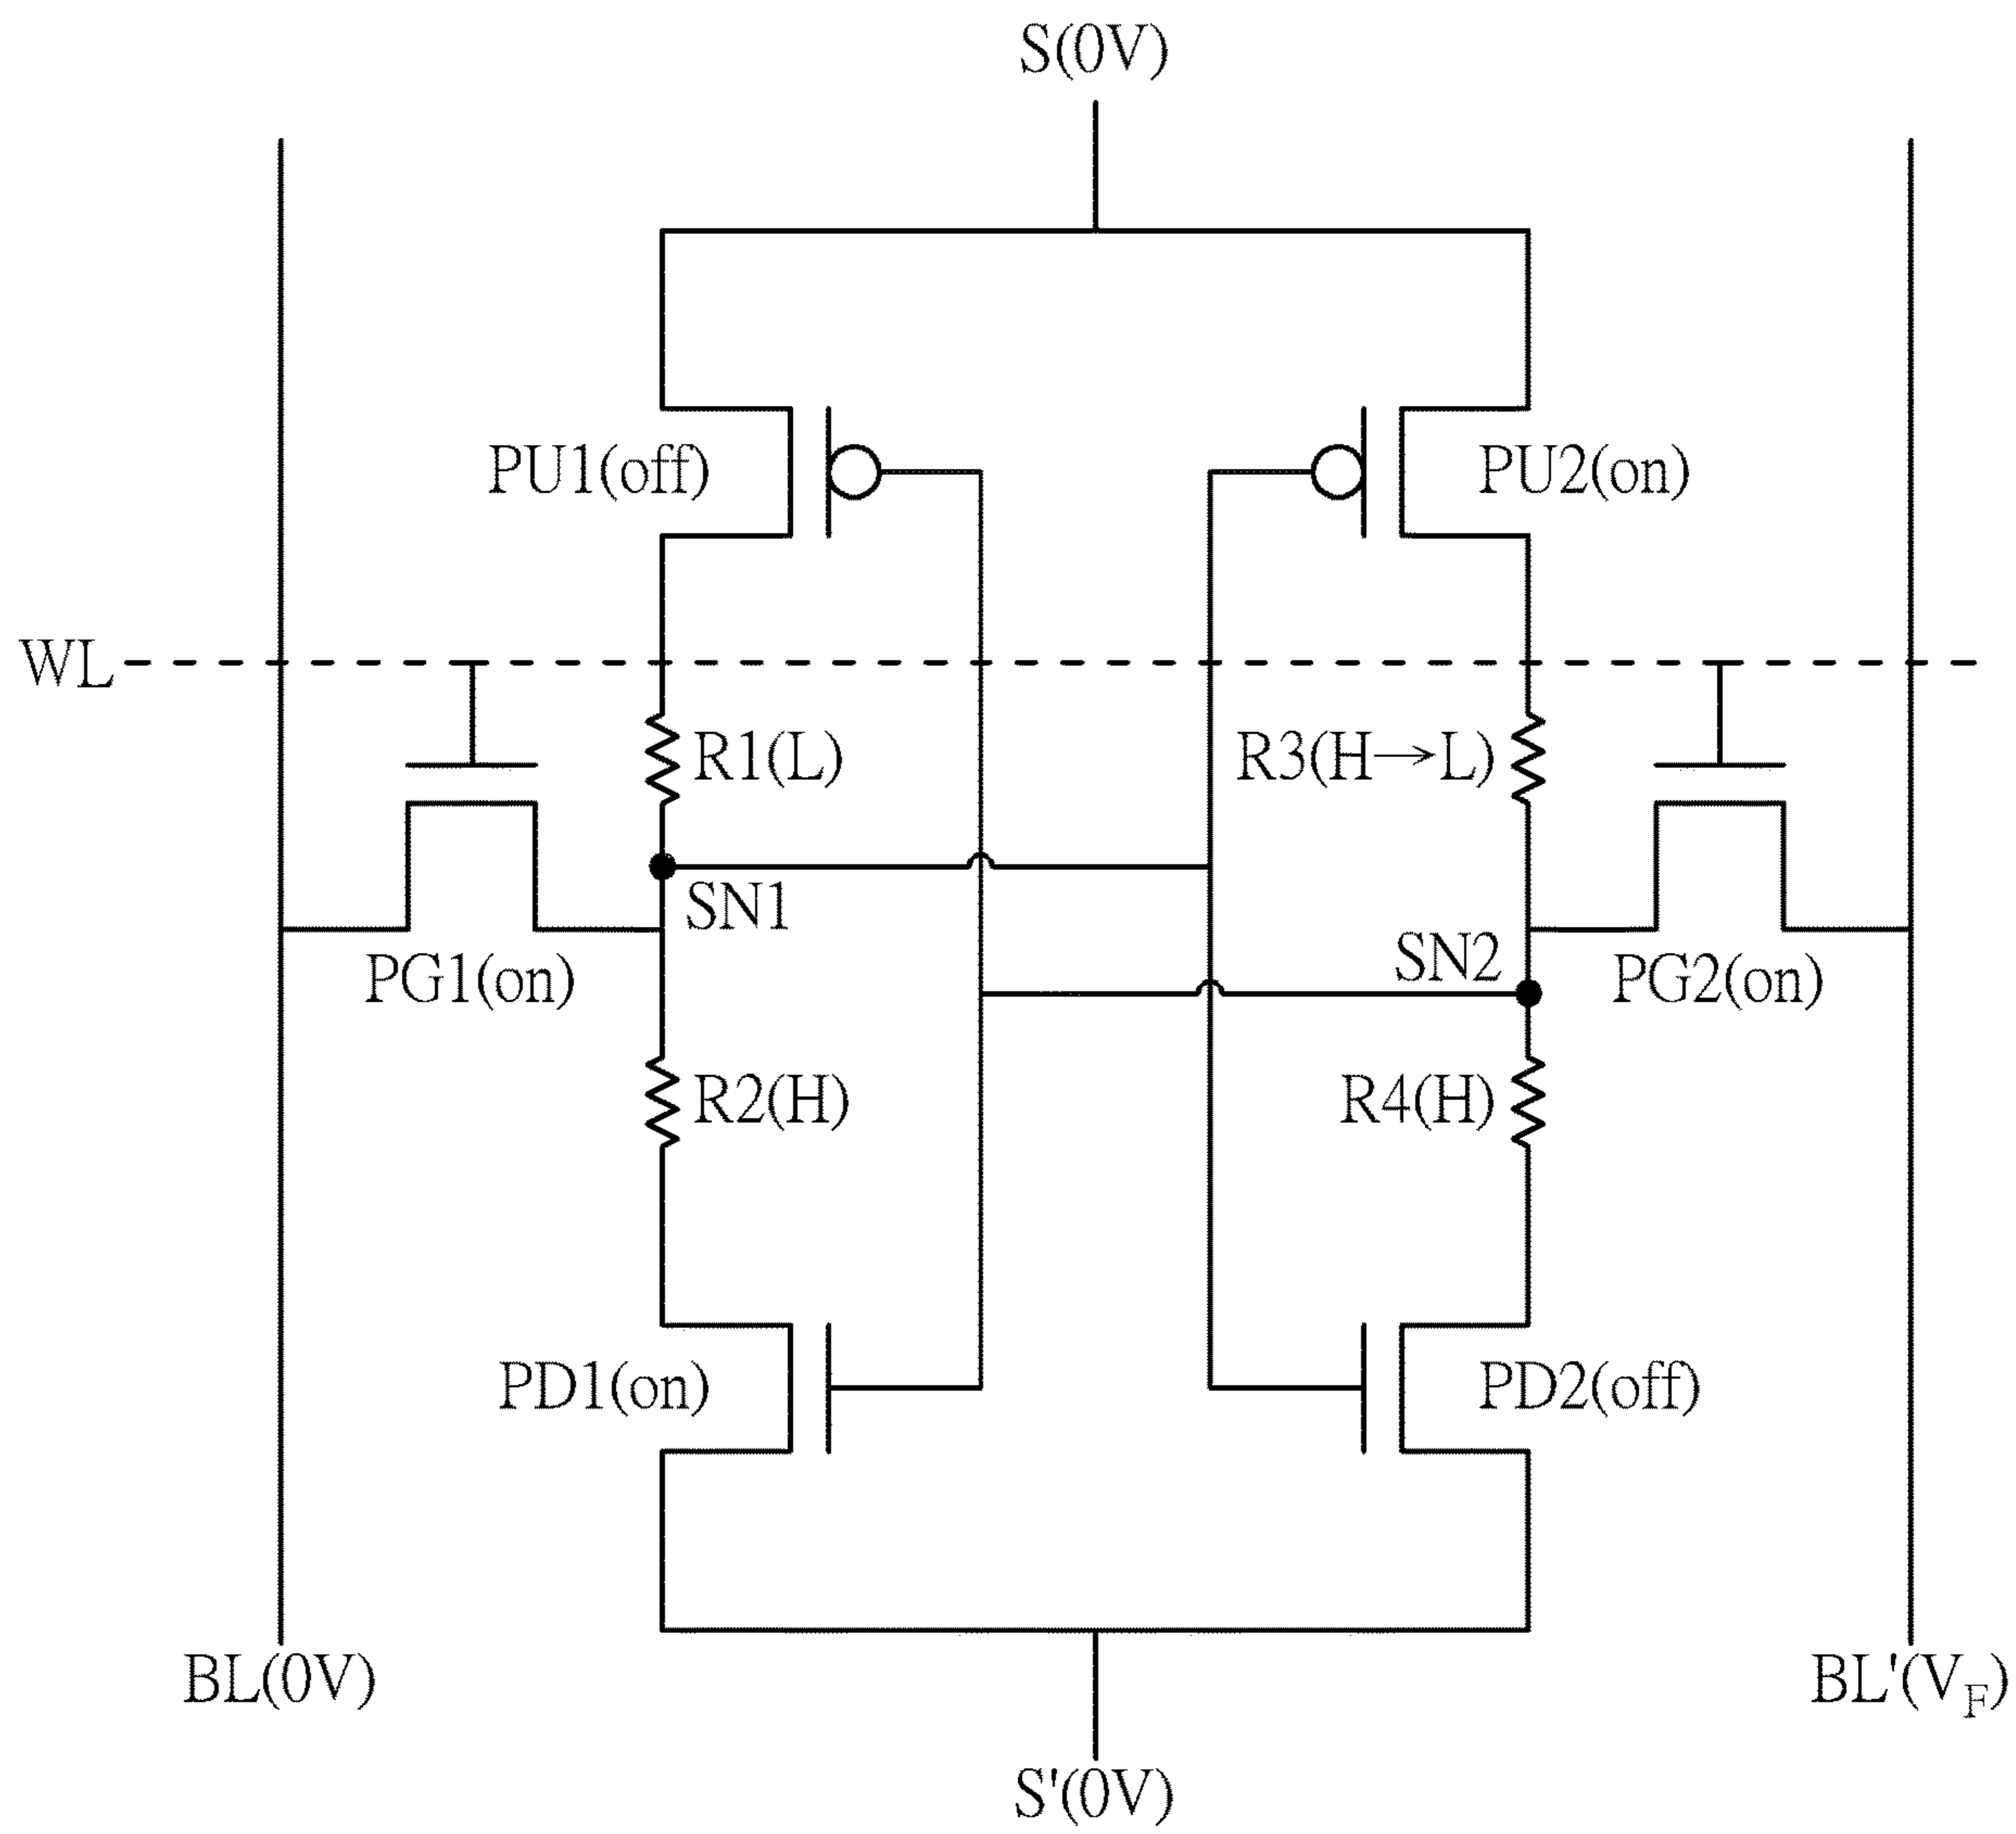 S(0V)
PU1(off)
PU2(on)
WL
R1(L)
R3(H→L)
SN1
SN2
PG1(on)
PG2(on)
R2(H)
R4(H)
PD1(on)
PD2(off)
BL(0V)
BL'(V_F)
S'(0V)